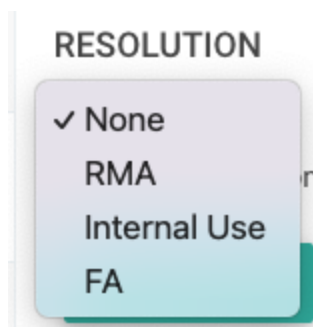 RESOLUTION
✓ None
RMA
Internal Use
FA